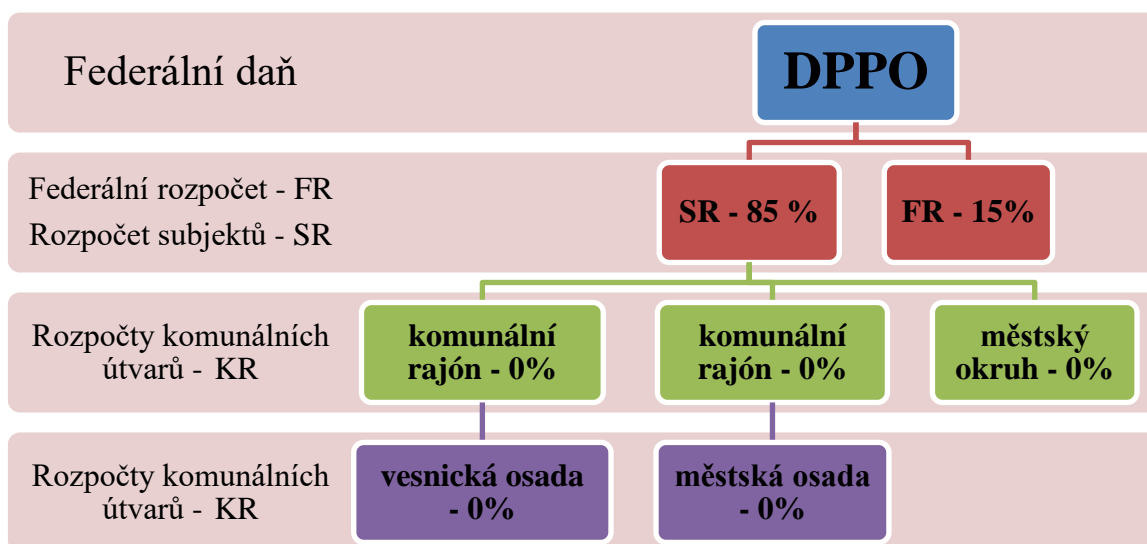 Federální daň
DPPO
Federální rozpočet - FR
Rozpočet subjektů - SR
SR - 85 %
FR - 15%
Rozpočty komunálních
útvarů - KR
komunální
rajón - 0%
komunální
rajón - 0%
městský
okruh - 0%
Rozpočty komunálních
útvarů - KR
vesnická osada
- 0%
městská osada
- 0%